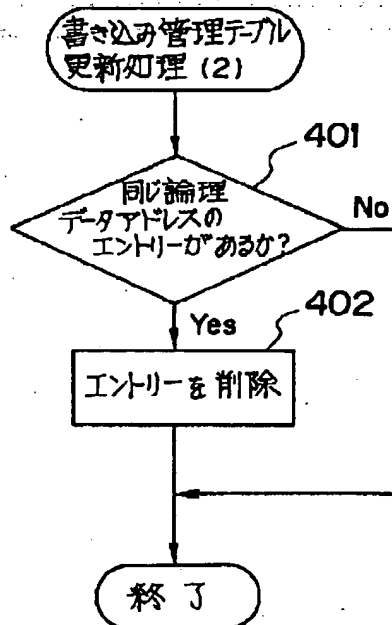 書き込み管理テーブル
更新処理 (2)
401
同じ論理
データアドレスの
エントリーがあるか?
No
Yes
402
エントリーを削除
終了